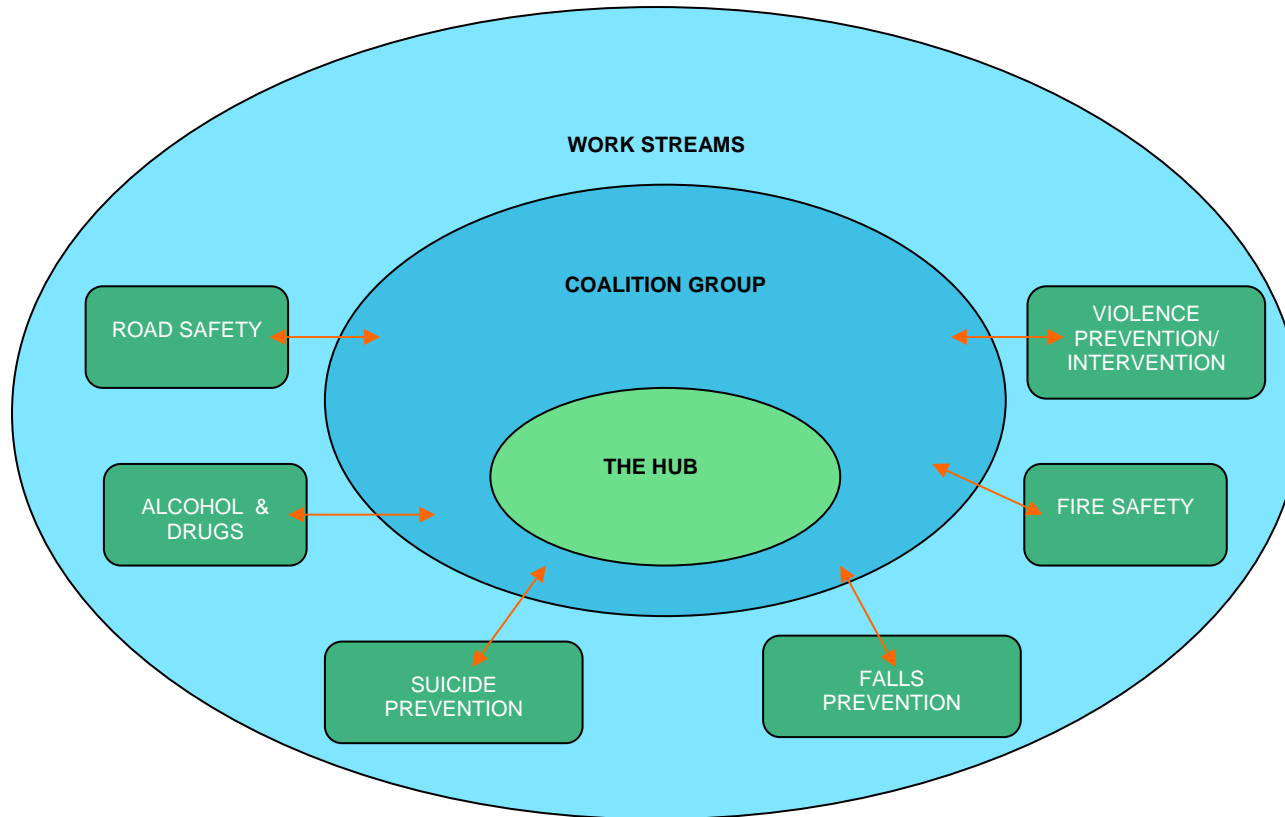 WORK STREAMS
COALITION GROUP
ROAD SAFETY
VIOLENCE
PREVENTION/
INTERVENTION
THE HUB
ALCOHOL & 
DRUGS
FIRE SAFETY
SUICIDE
PREVENTION
FALLS
PREVENTION